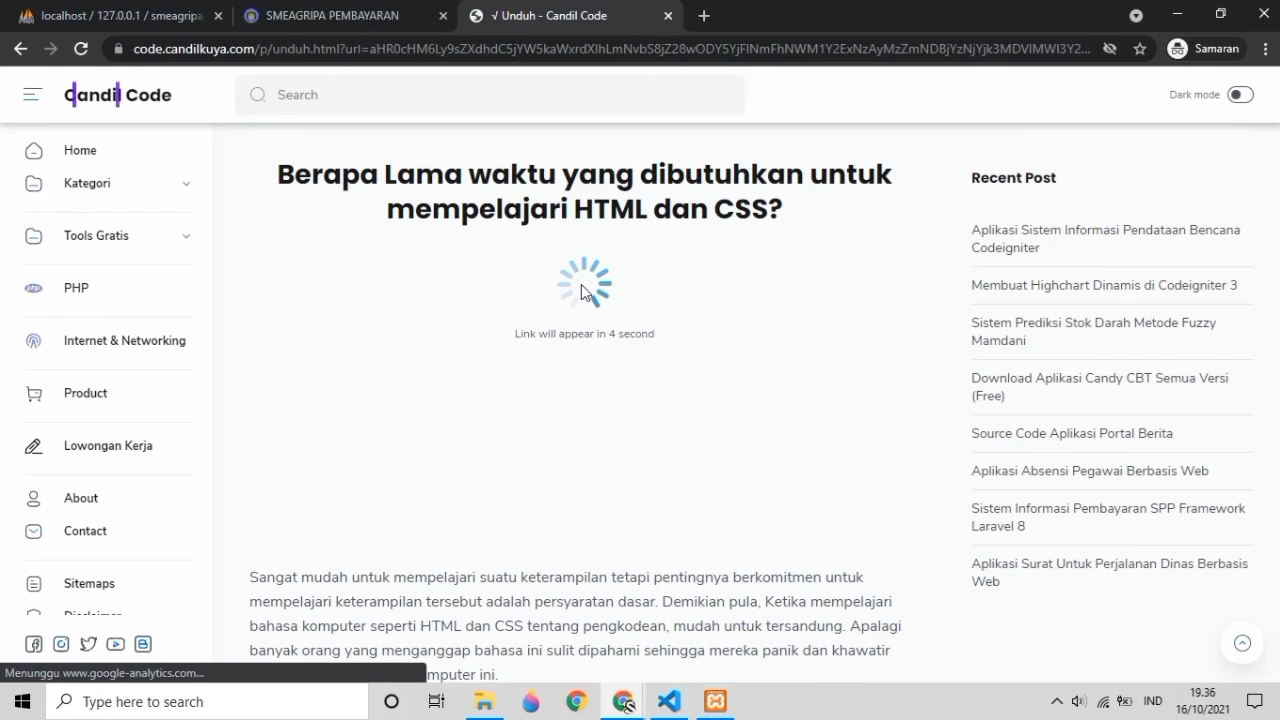 localhost / 127.0.0.1 / smeagripa
SMEAGRIPA PEMBAYARAN
√ Unduh - Candil Code
code.candilkuya.com/p/unduh.html?url=aHR0cHM6Ly9sZXdhdC5jYW5kaWxrdXlhLmNvbS8jZ28wODY5YjFlNmFhNWM1Y2ExNzAyMzZmNDBjYzNjYjk3MDVlMWI3Y2...
Samaran
Candil Code
Search
Dark mode
Home
Kategori
Tools Gratis
PHP
Internet & Networking
Product
Lowongan Kerja
About
Contact
Sitemaps
Disclaimer
Berapa Lama waktu yang dibutuhkan untuk
mempelajari HTML dan CSS?
Link will appear in 4 second
Sangat mudah untuk mempelajari suatu keterampilan tetapi pentingnya berkomitmen untuk
mempelajari keterampilan tersebut adalah persyaratan dasar. Demikian pula, Ketika mempelajari
bahasa komputer seperti HTML dan CSS tentang pengkodean, mudah untuk tersandung. Apalagi
banyak orang yang menganggap bahasa ini sulit dipahami sehingga mereka panik dan khawatir
mputer ini.
Recent Post
Aplikasi Sistem Informasi Pendataan Bencana
Codeigniter
Membuat Highchart Dinamis di Codeigniter 3
Sistem Prediksi Stok Darah Metode Fuzzy
Mamdani
Download Aplikasi Candy CBT Semua Versi
(Free)
Source Code Aplikasi Portal Berita
Aplikasi Absensi Pegawai Berbasis Web
Sistem Informasi Pembayaran SPP Framework
Laravel 8
Aplikasi Surat Untuk Perjalanan Dinas Berbasis
Web
Menunggu www.google-analytics.com...
Type here to search
IND
19.36
16/10/2021